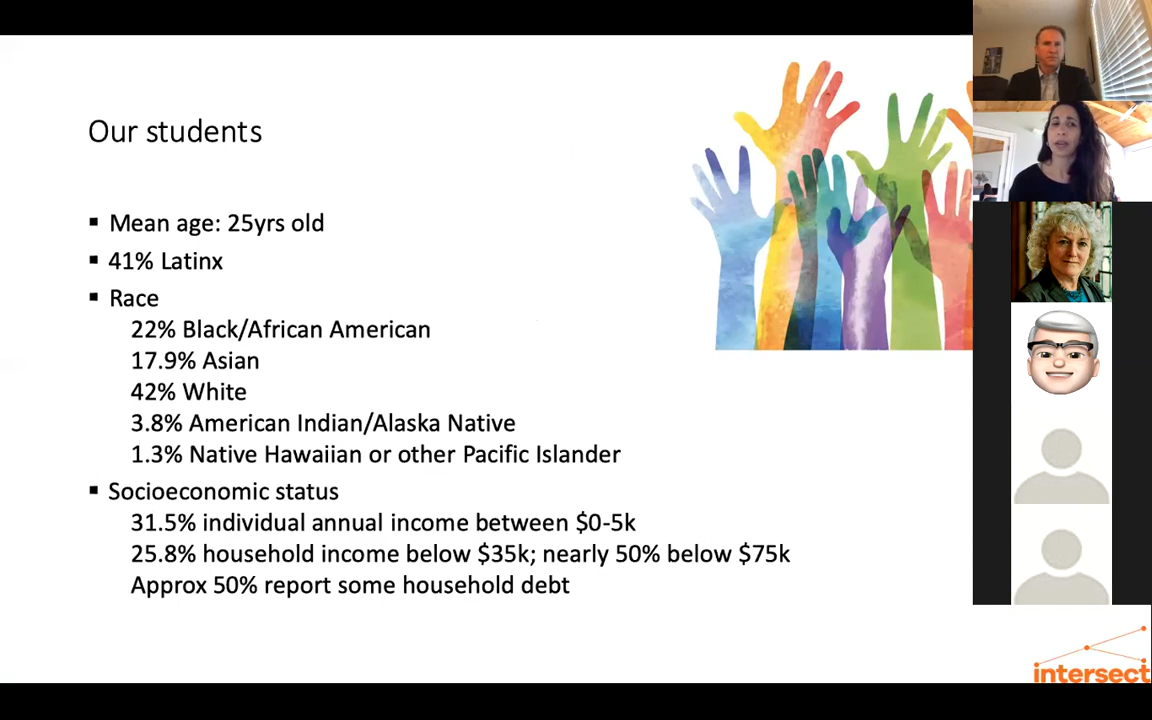 Our students
▪ Mean age: 25yrs old
▪ 41% Latinx
▪ Race
22% Black/African American
17.9% Asian
42% White
3.8% American Indian/Alaska Native
1.3% Native Hawaiian or other Pacific Islander
▪ Socioeconomic status
31.5% individual annual income between $0-5k
25.8% household income below $35k; nearly 50% below $75k
Approx 50% report some household debt
intersect